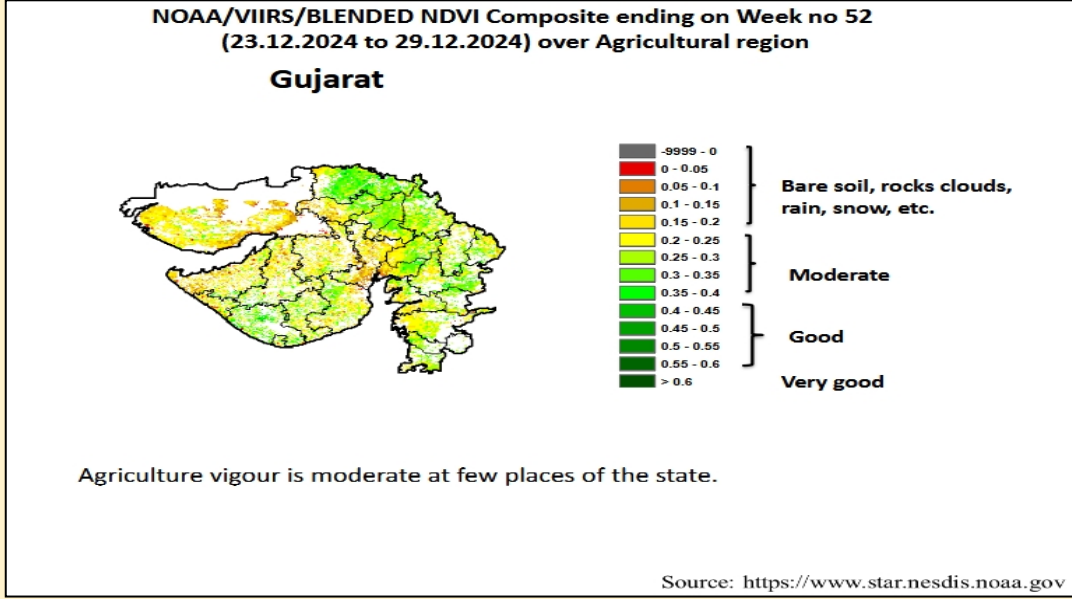 NOAA/VIIRS/BLENDED NDVI Composite ending on Week no 52
(23.12.2024 to 29.12.2024) over Agricultural region
Gujarat
-9999 - 0
0 - 0.05
0.05 - 0.1
0.1 - 0.15
0.15 - 0.2
0.2 - 0.25
0.25 - 0.3
0.3 - 0.35
0.35 - 0.4
0.4 - 0.45
0.45 - 0.5
0.5 - 0.55
0.55 - 0.6
> 0.6
Bare soil, rocks clouds,
rain, snow, etc.
Moderate
Good
Very good
Agriculture vigour is moderate at few places of the state.
Source: https://www.star.nesdis.noaa.gov